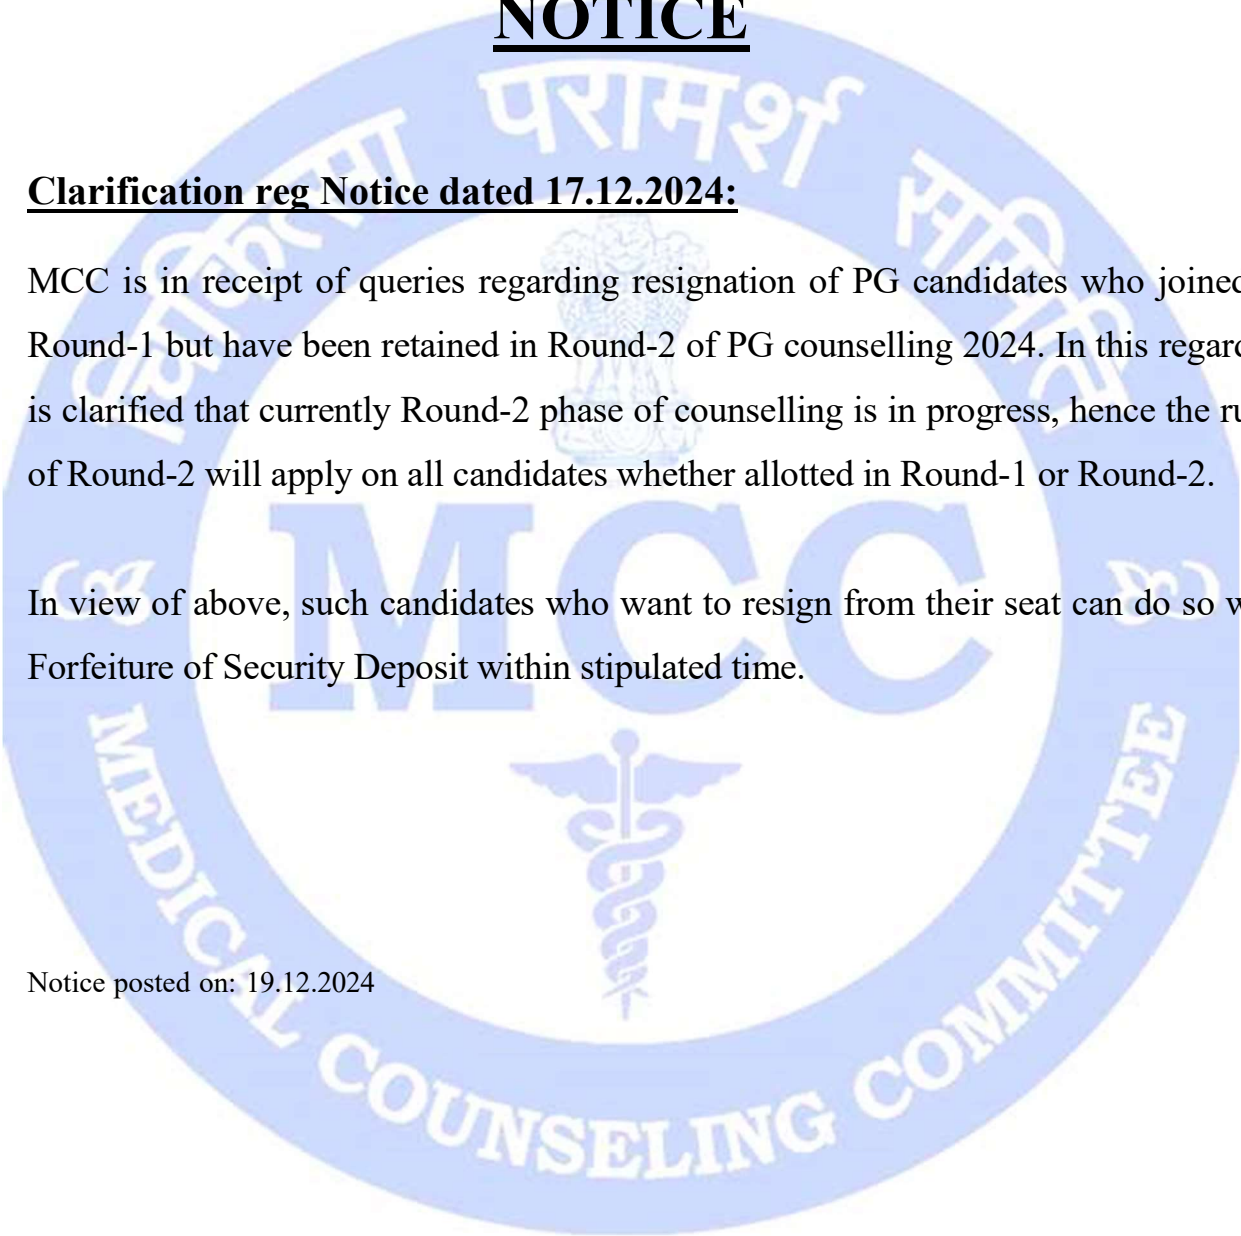 NOTICE
चिकित्सा परामर्श समिति
Clarification reg Notice dated 17.12.2024:
MCC is in receipt of queries regarding resignation of PG candidates who joined
Round-1 but have been retained in Round-2 of PG counselling 2024. In this regard
is clarified that currently Round-2 phase of counselling is in progress, hence the
of Round-2 will apply on all candidates whether allotted in Round-1 or Round-2.
MCC
In view of above, such candidates who want to resign from their seat can do so
Forfeiture of Security Deposit within stipulated time.
Notice posted on: 19.12.2024
MEDICAL COUNSELING COMMITTEE